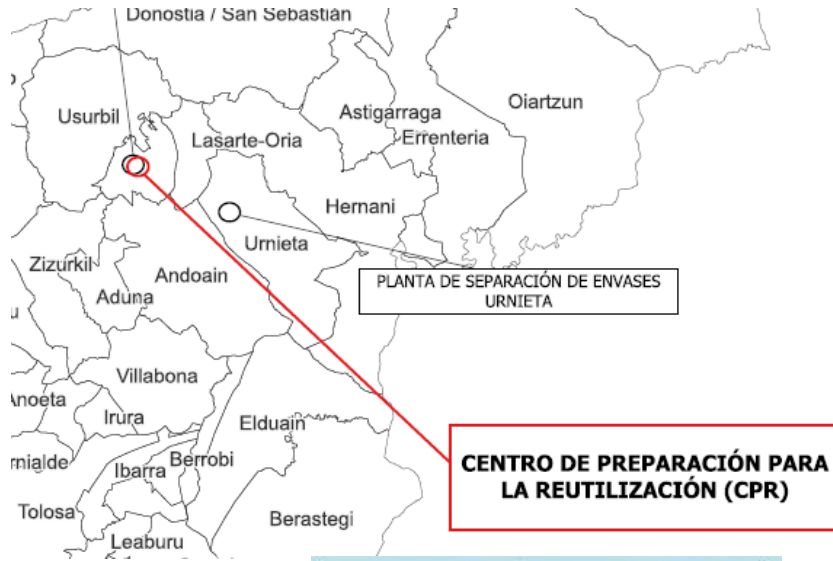 Donostia / San Sebastián
Usurbil
Astigarraga
Oiartzun
Lasarte-Oria
Errenteria
Hernani
Urnieta
Zizurkil
Andoain
Aduna
PLANTA DE SEPARACIÓN DE ENVASES
URNIETA
u
Villabona
Anoeta
Irura
Elduain
rnialde
Ibarra
Berrobi
CENTRO DE PREPARACIÓN PARA
LA REUTILIZACIÓN (CPR)
Tolosa
Berastegi
Leaburu